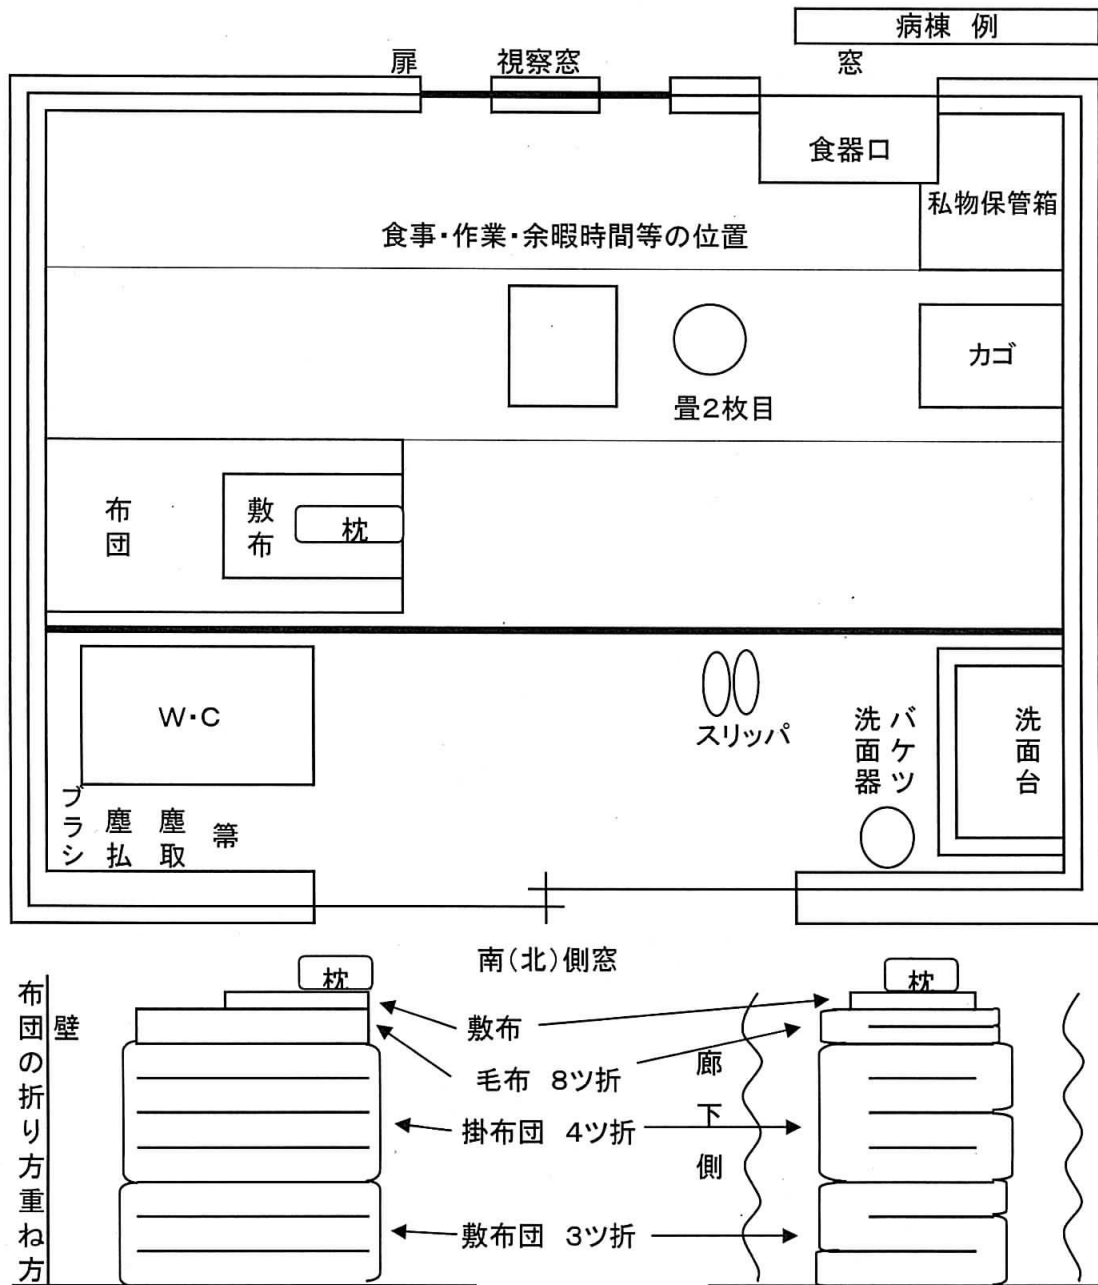 病棟 例
扉
視察窓
窓
食器口
私物保管箱
食事・作業・余暇時間等の位置
カゴ
畳2枚目
布団
敷布
枕
W・C
スリッパ
洗面器
バケツ
洗面台
ブラシ
塵払
塵取
箒
南(北)側窓
布団の折り方重ね方
壁
枕
枕
敷布
毛布 8ツ折
掛布団 4ツ折
敷布団 3ツ折
廊下側